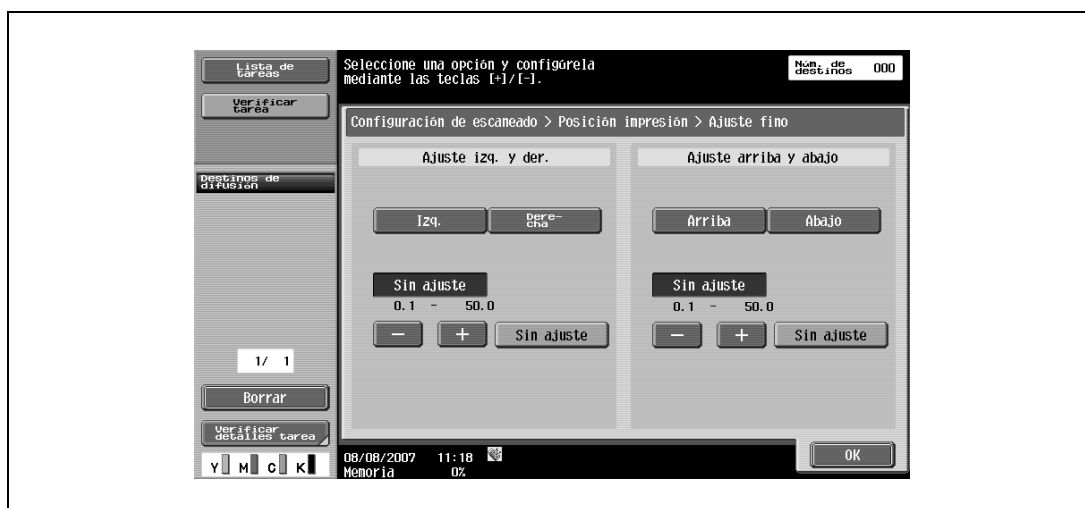 Lista de
tareas
Verificar
tarea
Destinos de
difusión
1/ 1
Borrar
Verificar
detalles tarea
Y M C K
Seleccione una opción y configúrela
mediante las teclas [+]/[-].
Núm. de
destinos 000
Configuración de escaneado > Posición impresión > Ajuste fino
Ajuste izq. y der.
Izq. Dere-
cha
Sin ajuste
0.1 - 50.0
- + Sin ajuste
Ajuste arriba y abajo
Arriba Abajo
Sin ajuste
0.1 - 50.0
- + Sin ajuste
08/08/2007 11:18
Memoria 0%
OK